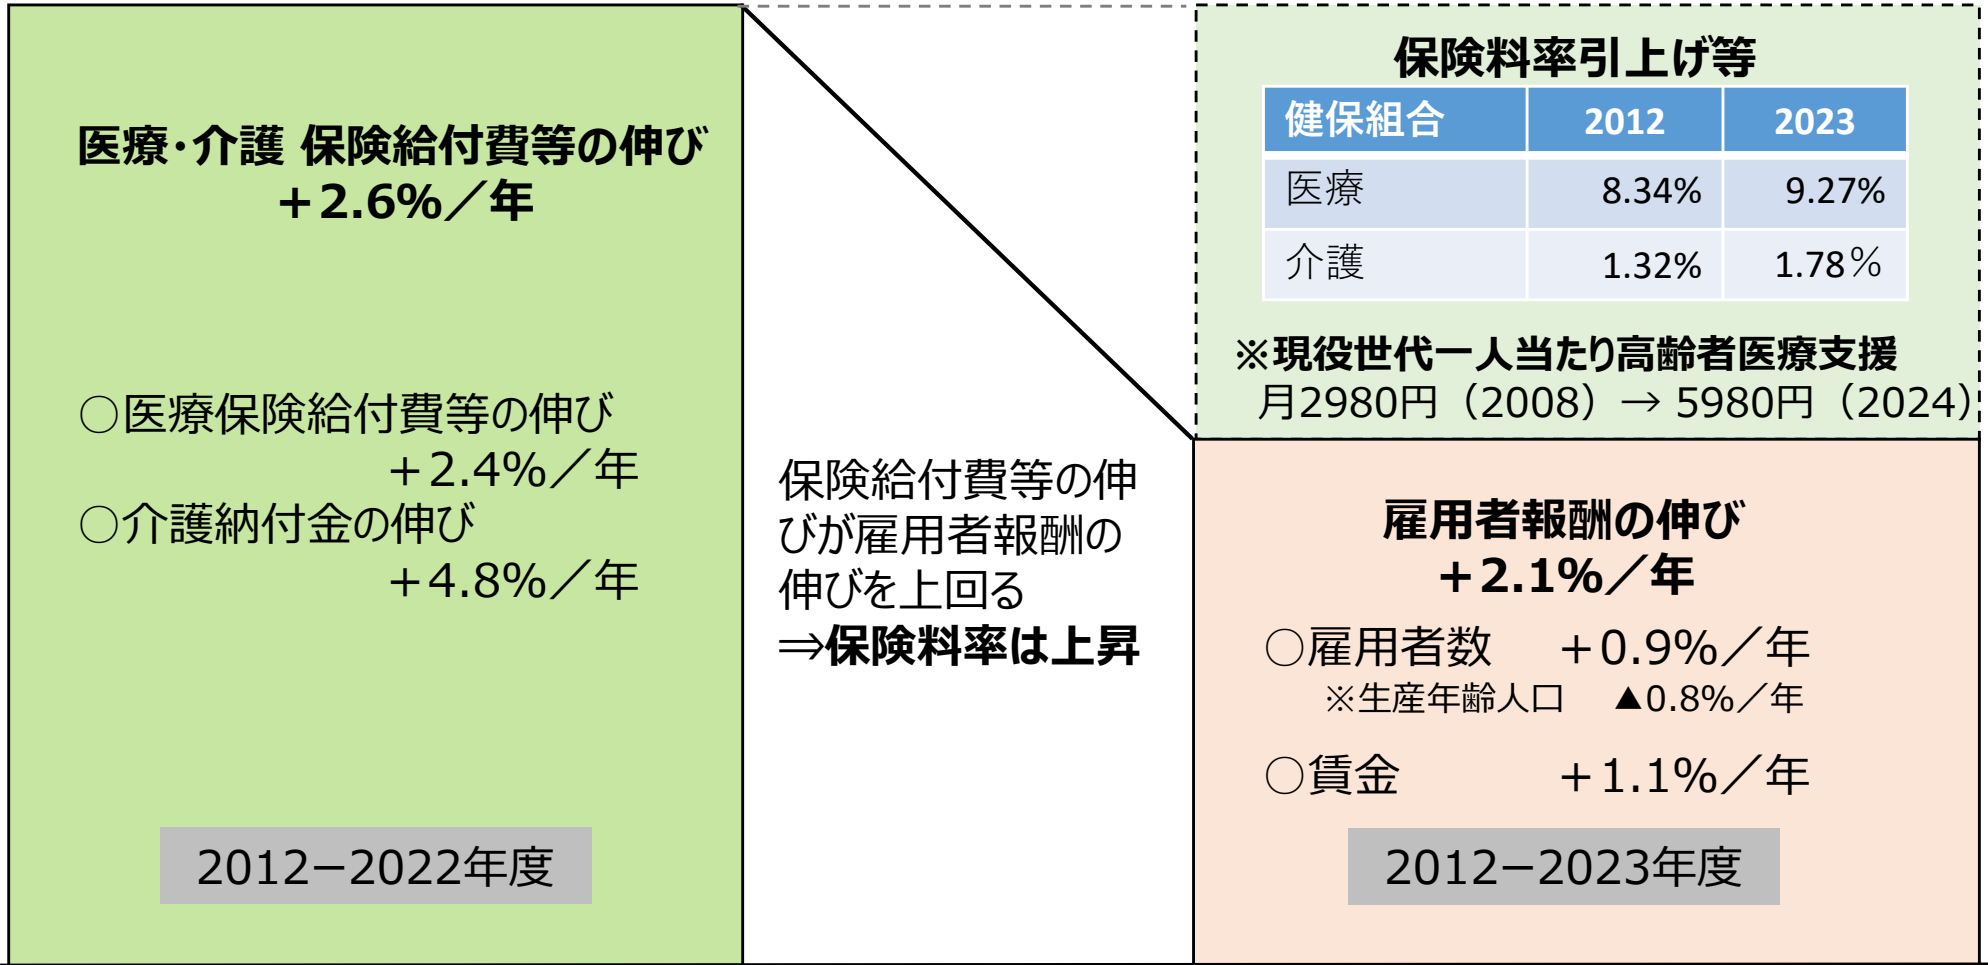 医療･介護 保険給付費等の伸び
+2.6%／年
○医療保険給付費等の伸び
+2.4%／年
○介護納付金の伸び
+4.8%／年
2012−2022年度
保険給付費等の伸
びが雇用者報酬の
伸びを上回る
⇒保険料率は上昇
保険料率引上げ等
健保組合 2012 2023
医療 8.34% 9.27%
介護 1.32% 1.78％
※現役世代一人当たり高齢者医療支援
月2980円（2008）→ 5980円（2024）
雇用者報酬の伸び
+2.1%／年
○雇用者数 +0.9%／年
※生産年齢人口 ▲0.8%／年
○賃金 +1.1%／年
2012−2023年度